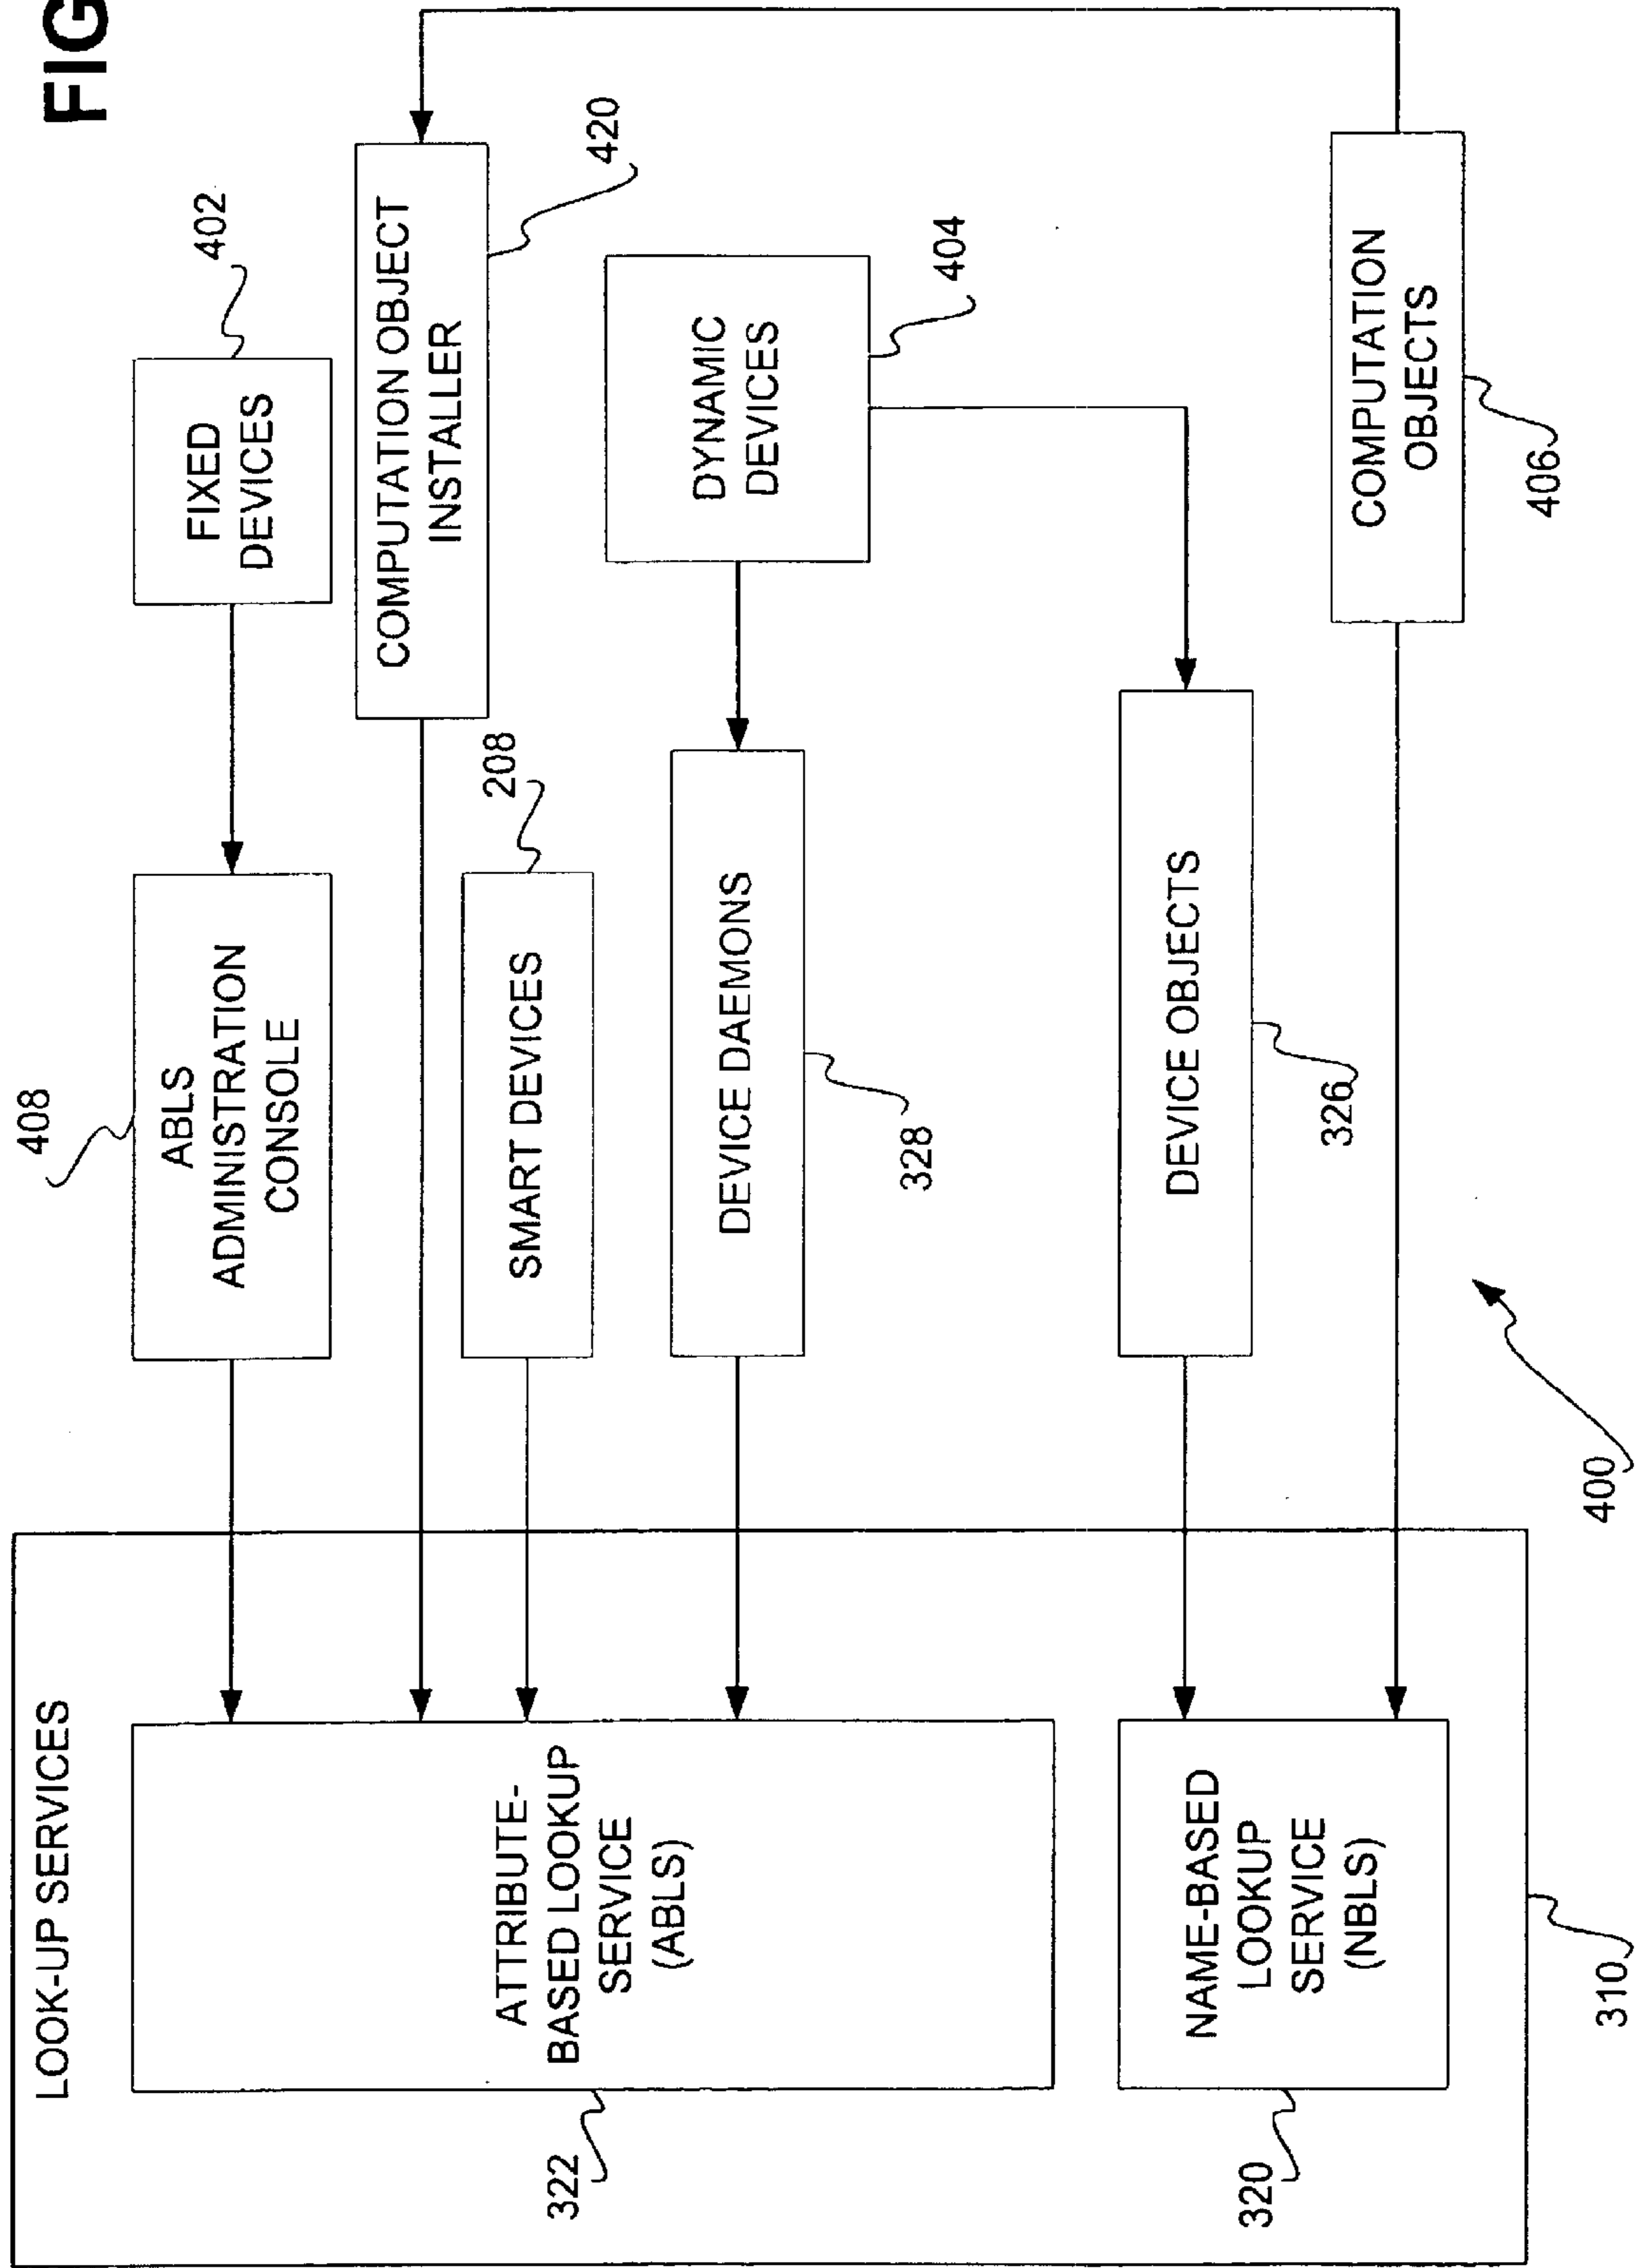 FIG
LOOK-UP SERVICES
408
402
ABLS
ADMINISTRATION
CONSOLE
FIXED
DEVICES
COMPUTATION OBJECT
INSTALLER
420
ATTRIBUTE-
BASED LOOKUP
SERVICE
(ABLS)
322
SMART DEVICES
208
DEVICE DAEMONS
328
DYNAMIC
DEVICES
404
NAME-BASED
LOOKUP
SERVICE
(NBLS)
320
DEVICE OBJECTS
326
COMPUTATION
OBJECTS
406
310
400